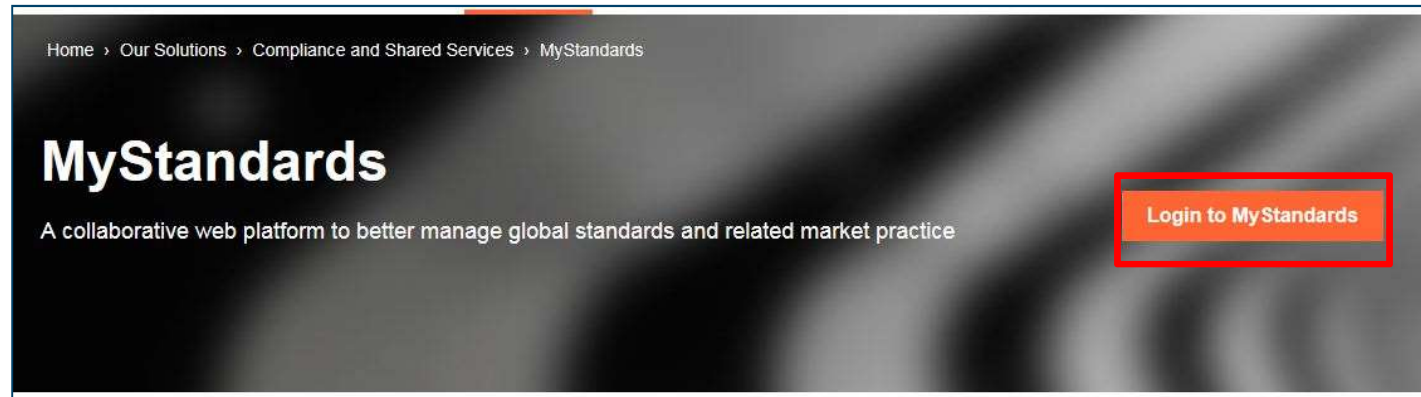 Home › Our Solutions › Compliance and Shared Services › MyStandards
MyStandards
A collaborative web platform to better manage global standards and related market practice
Login to MyStandards